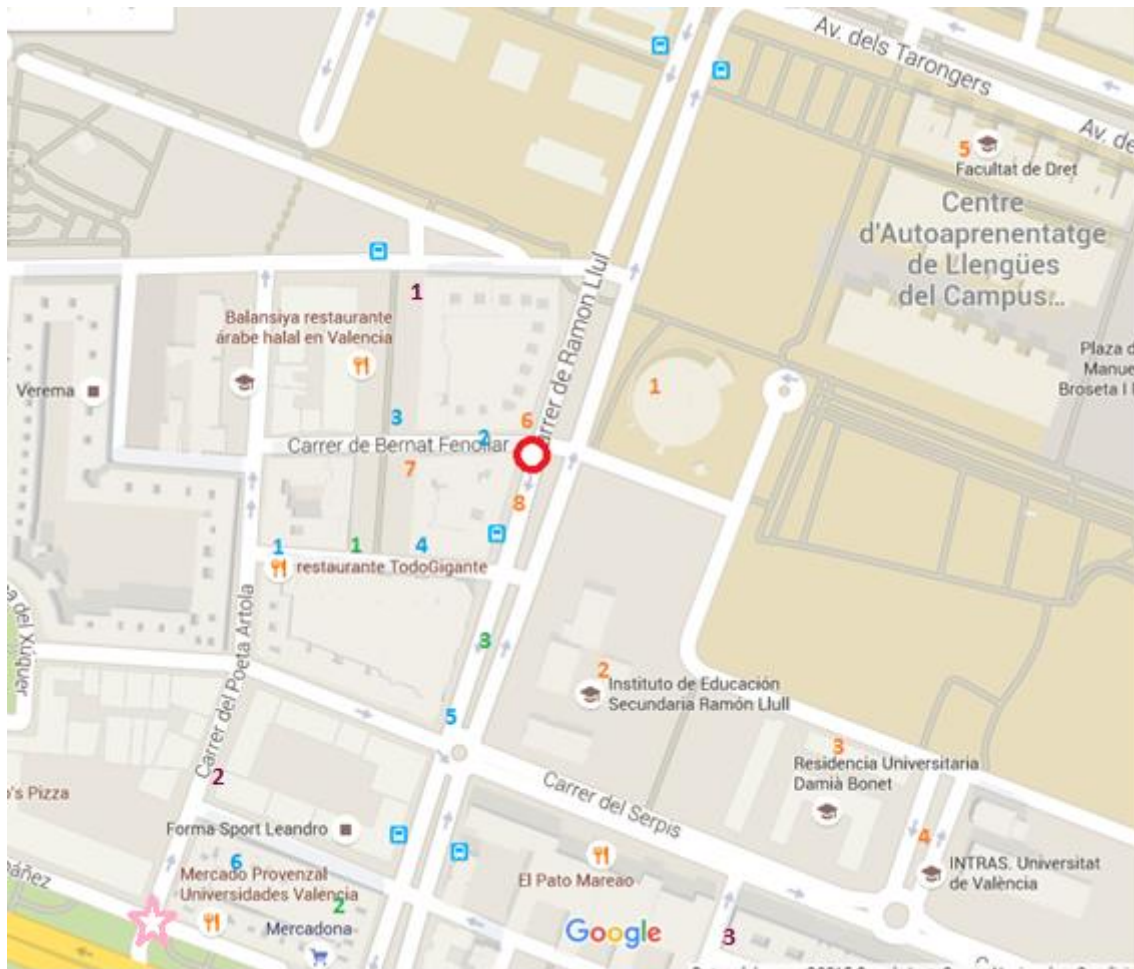 Av. dels Tarongers
Av. de
5
Facultat de Dret
Centre
d'Autoaprenentatge
de Llengües
del Campus...
Carrer de Ramon Llul
1
Balansiya restaurante
árabe halal en Valencia
Plaza d
Manue
Broseta I
1
Verema
3
6
2
Carrer de Bernat Fenollar
7
8
1
1
4
restaurante TodoGigante
a del Xúquer
Carrer del Poeta Artola
3
2
Instituto de Educación
Secundaria Ramón Llull
5
3
Residencia Universitaria
Damià Bonet
2
o's Pizza
Carrer del Serpis
Forma Sport Leandro
4
6
INTRAS. Universitat
de València
Mercado Provenzal
Universidades Valencia
El Pato Mareao
báñez
2
Mercadona
Google
3